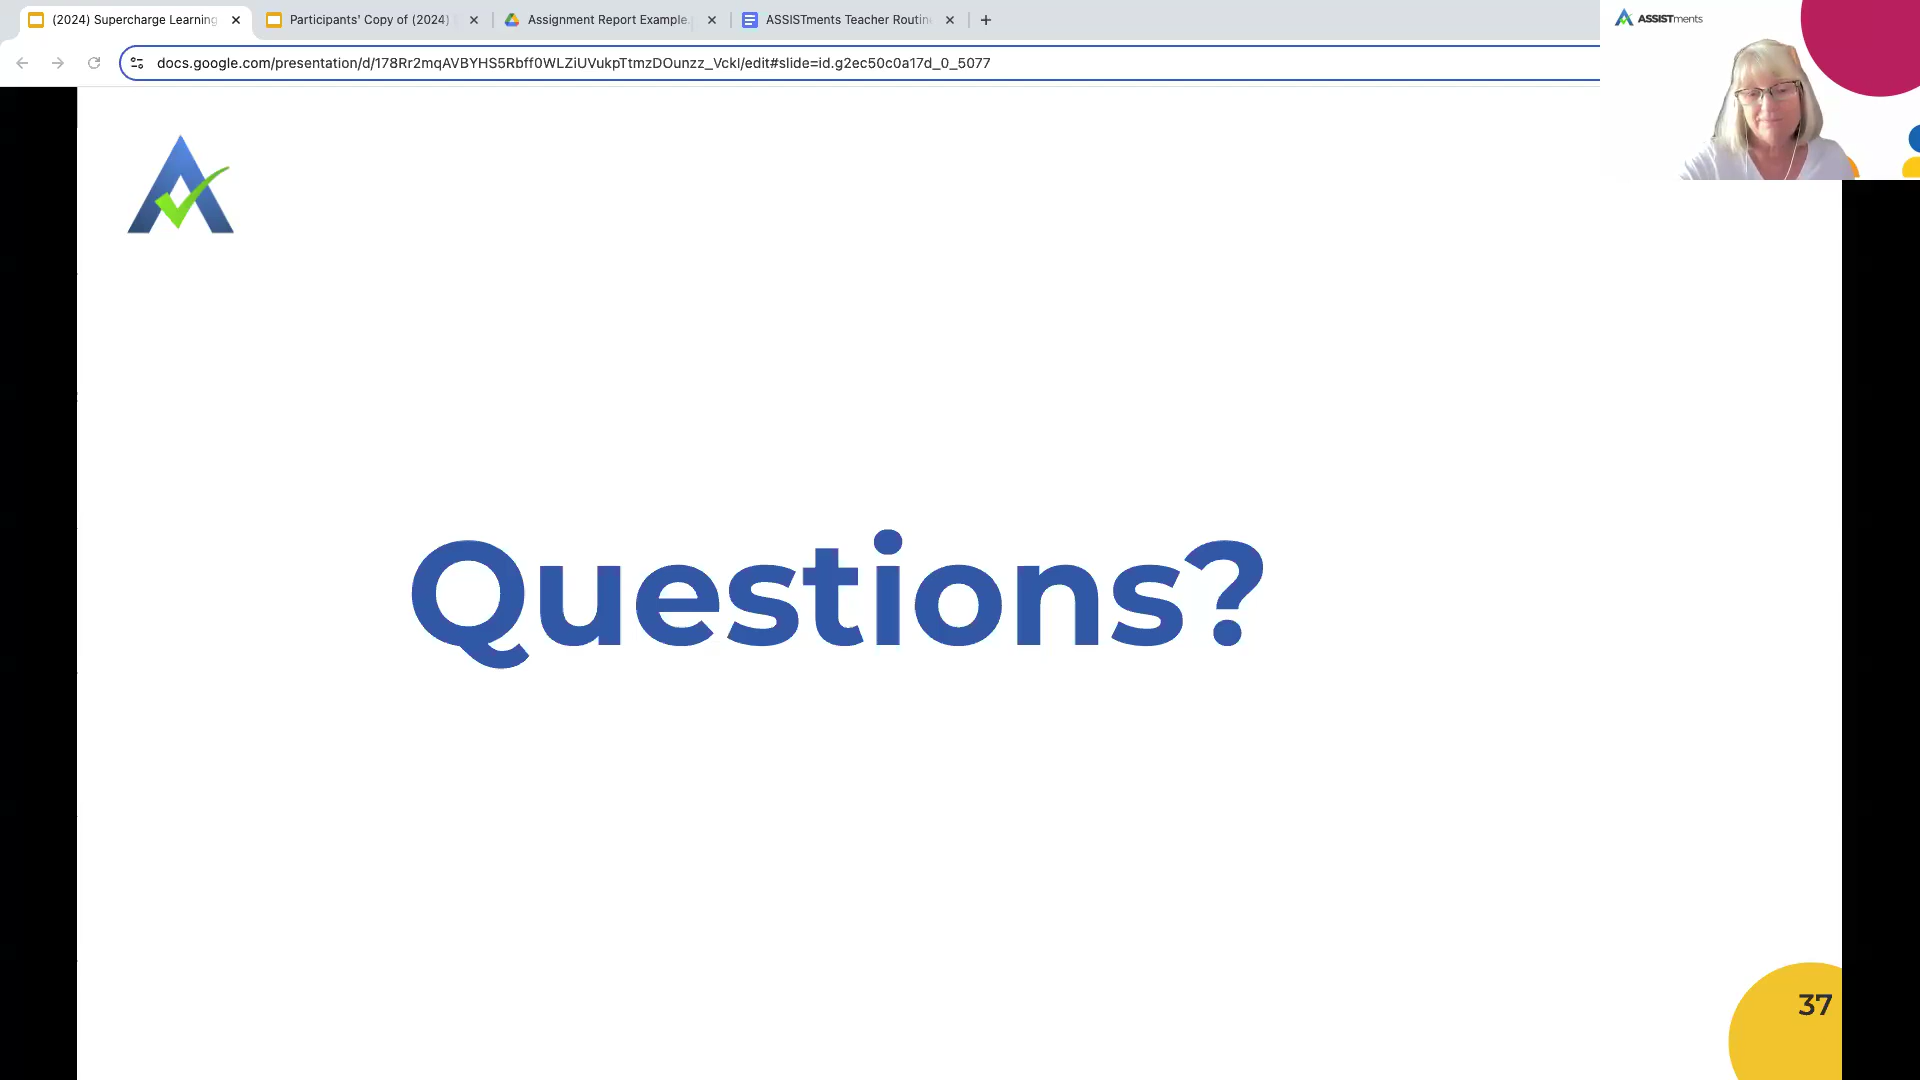 (2024) Supercharge Learning
Participants' Copy of (2024)
Assignment Report Example.
ASSISTments Teacher Routin
docs.google.com/presentation/d/178Rr2mqAVBYHS5Rbff0WLZiUVukpTtmzDOunzz_Vckl/edit#slide=id.g2ec50c0a17d_0_5077
ASSISTments
Questions?
37